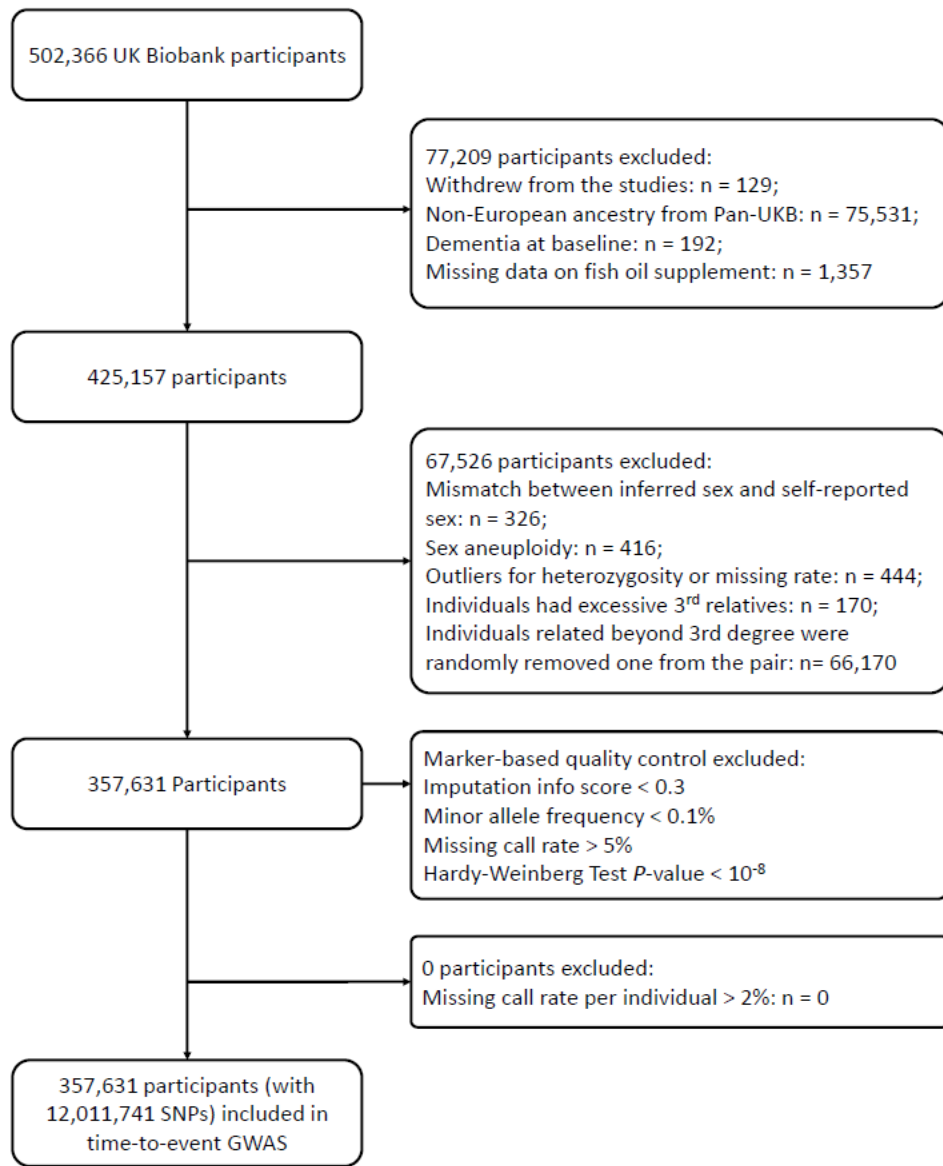 502,366 UK Biobank participants
77,209 participants excluded:
Withdrew from the studies: n = 129;
Non-European ancestry from Pan-UKB: n = 75,531;
Dementia at baseline: n = 192;
Missing data on fish oil supplement: n = 1,357
425,157 participants
67,526 participants excluded:
Mismatch between inferred sex and self-reported
sex: n = 326;
Sex aneuploidy: n = 416;
Outliers for heterozygosity or missing rate: n = 444;
Individuals had excessive 3rd relatives: n = 170;
Individuals related beyond 3rd degree were
randomly removed one from the pair: n= 66,170
357,631 Participants
Marker-based quality control excluded:
Imputation info score < 0.3
Minor allele frequency < 0.1%
Missing call rate > 5%
Hardy-Weinberg Test P-value < 10-8
0 participants excluded:
Missing call rate per individual > 2%: n = 0
357,631 participants (with
12,011,741 SNPs) included in
time-to-event GWAS